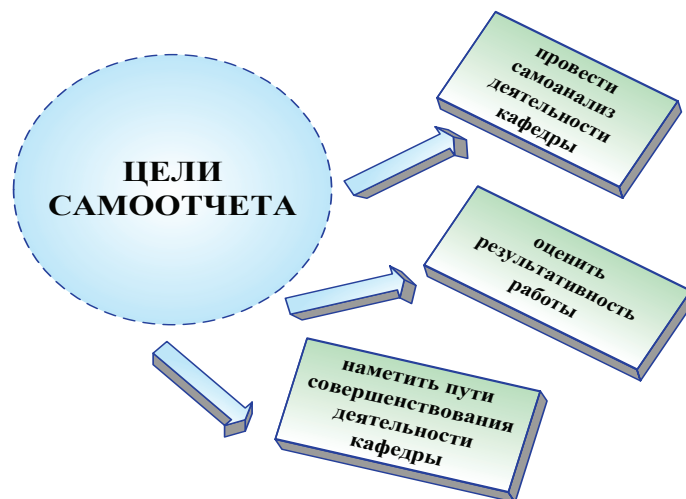 ЦЕЛИ
САМООТЧЕТА
провести
самоанализ
деятельности
кафедры
оценить
результативность
работы
наметить пути
совершенствования
деятельности
кафедры